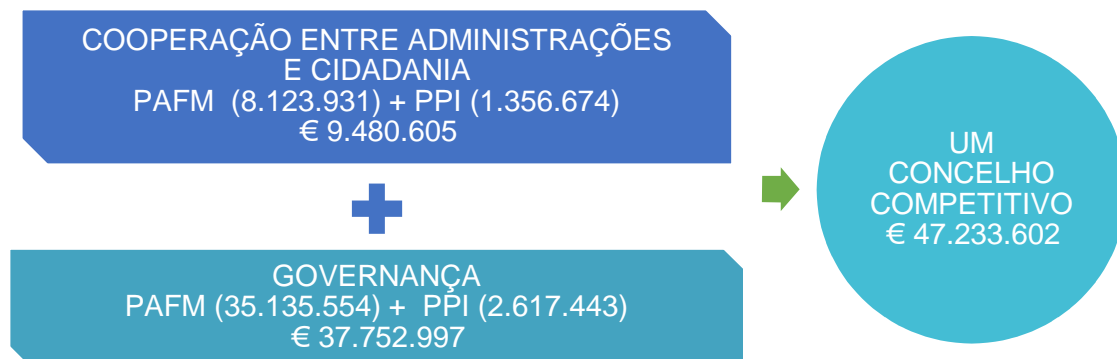 COOPERAÇÃO ENTRE ADMINISTRAÇÕES
E CIDADANIA
PAFM (8.123.931) + PPI (1.356.674)
€ 9.480.605
GOVERNANÇA
PAFM (35.135.554) + PPI (2.617.443)
€ 37.752.997
UM
CONCELHO
COMPETITIVO
€ 47.233.602